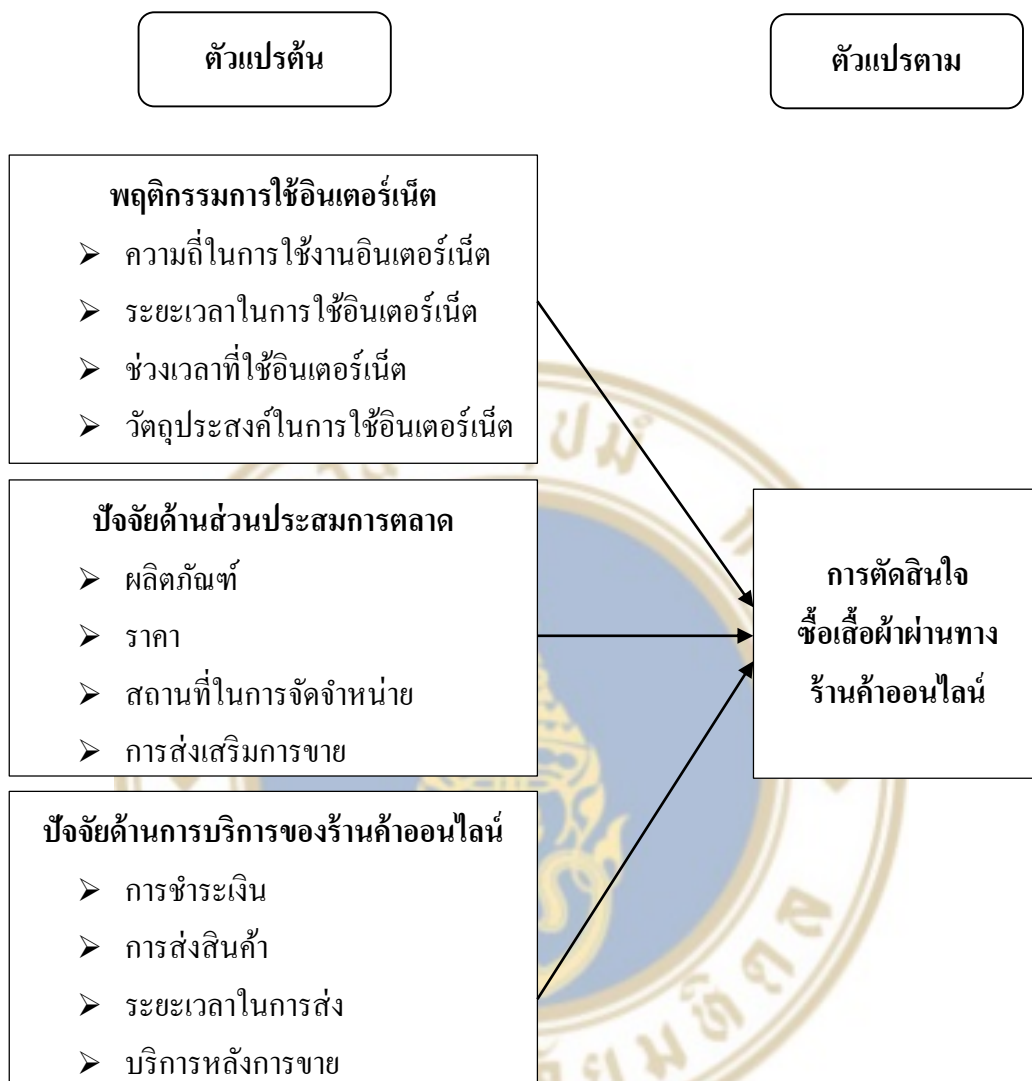 ตัวแปรต้น
ตัวแปรตาม
พฤติกรรมการใช้อินเตอร์เน็ต
➢ ความถี่ในการใช้งานอินเตอร์เน็ต
➢ ระยะเวลาในการใช้อินเตอร์เน็ต
➢ ช่วงเวลาที่ใช้อินเตอร์เน็ต
➢ วัตถุประสงค์ในการใช้อินเตอร์เน็ต
ปัจจัยด้านส่วนประสมการตลาด
➢ ผลิตภัณฑ์
➢ ราคา
➢ สถานที่ในการจัดจำหน่าย
➢ การส่งเสริมการขาย
ปัจจัยด้านการบริการของร้านค้าออนไลน์
➢ การชำระเงิน
➢ การส่งสินค้า
➢ ระยะเวลาในการส่ง
➢ บริการหลังการขาย
การตัดสินใจ
ซื้อเสื้อผ้าผ่านทาง
ร้านค้าออนไลน์